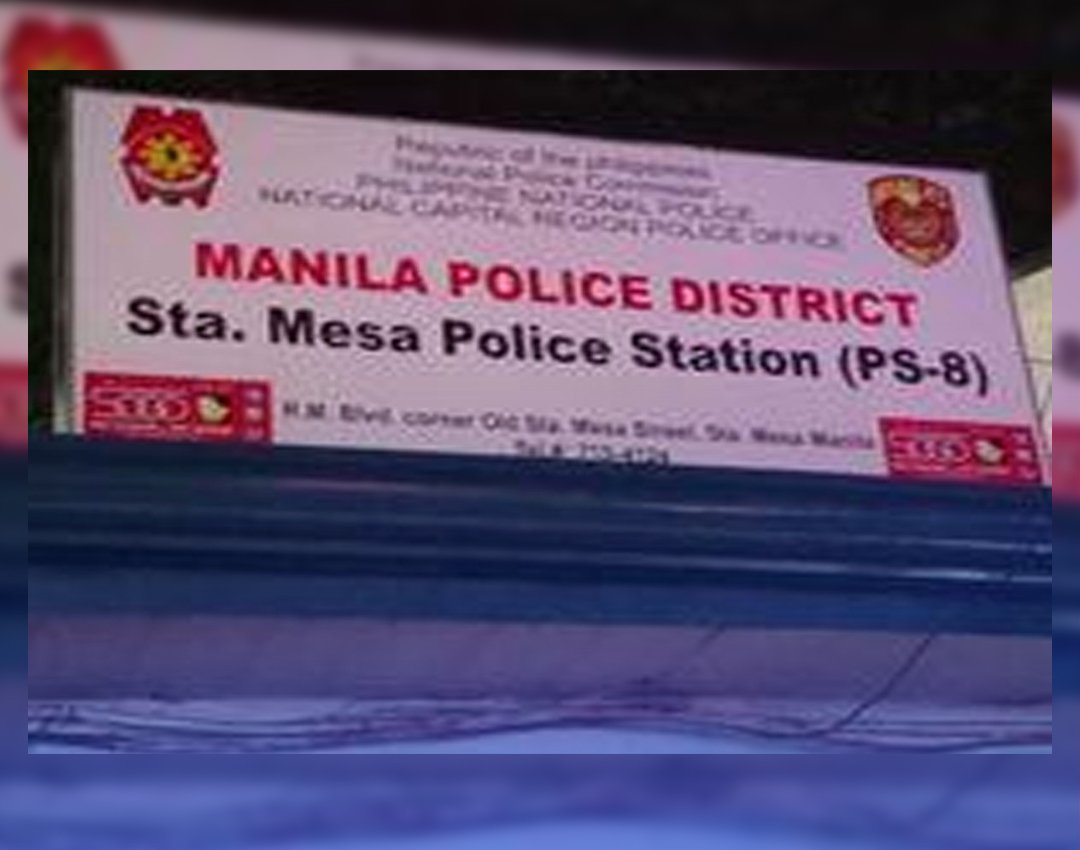 Republic of the philippines
National Police Commission
PHILIPPINE NATIONAL POLICE
NATIONAL CAPITAL REGION POLICE OFFICE
MANILA POLICE DISTRICT
Sta. Mesa Police Station (PS-8)
R.M. Blvd. corner Old Sta. Mesa Street, Sta. Mesa Manila
Tel #: